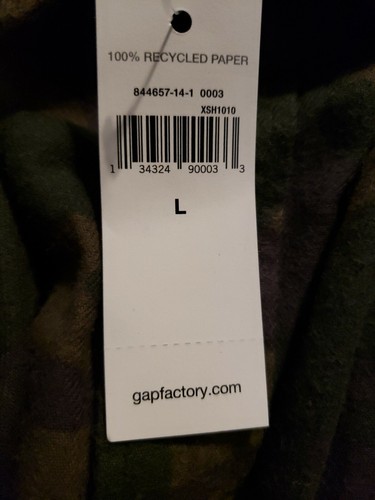 100% RECYCLED PAPER
844657-14-1 0003
XSH1010
1 34324 90003 3
L
gapfactory.com